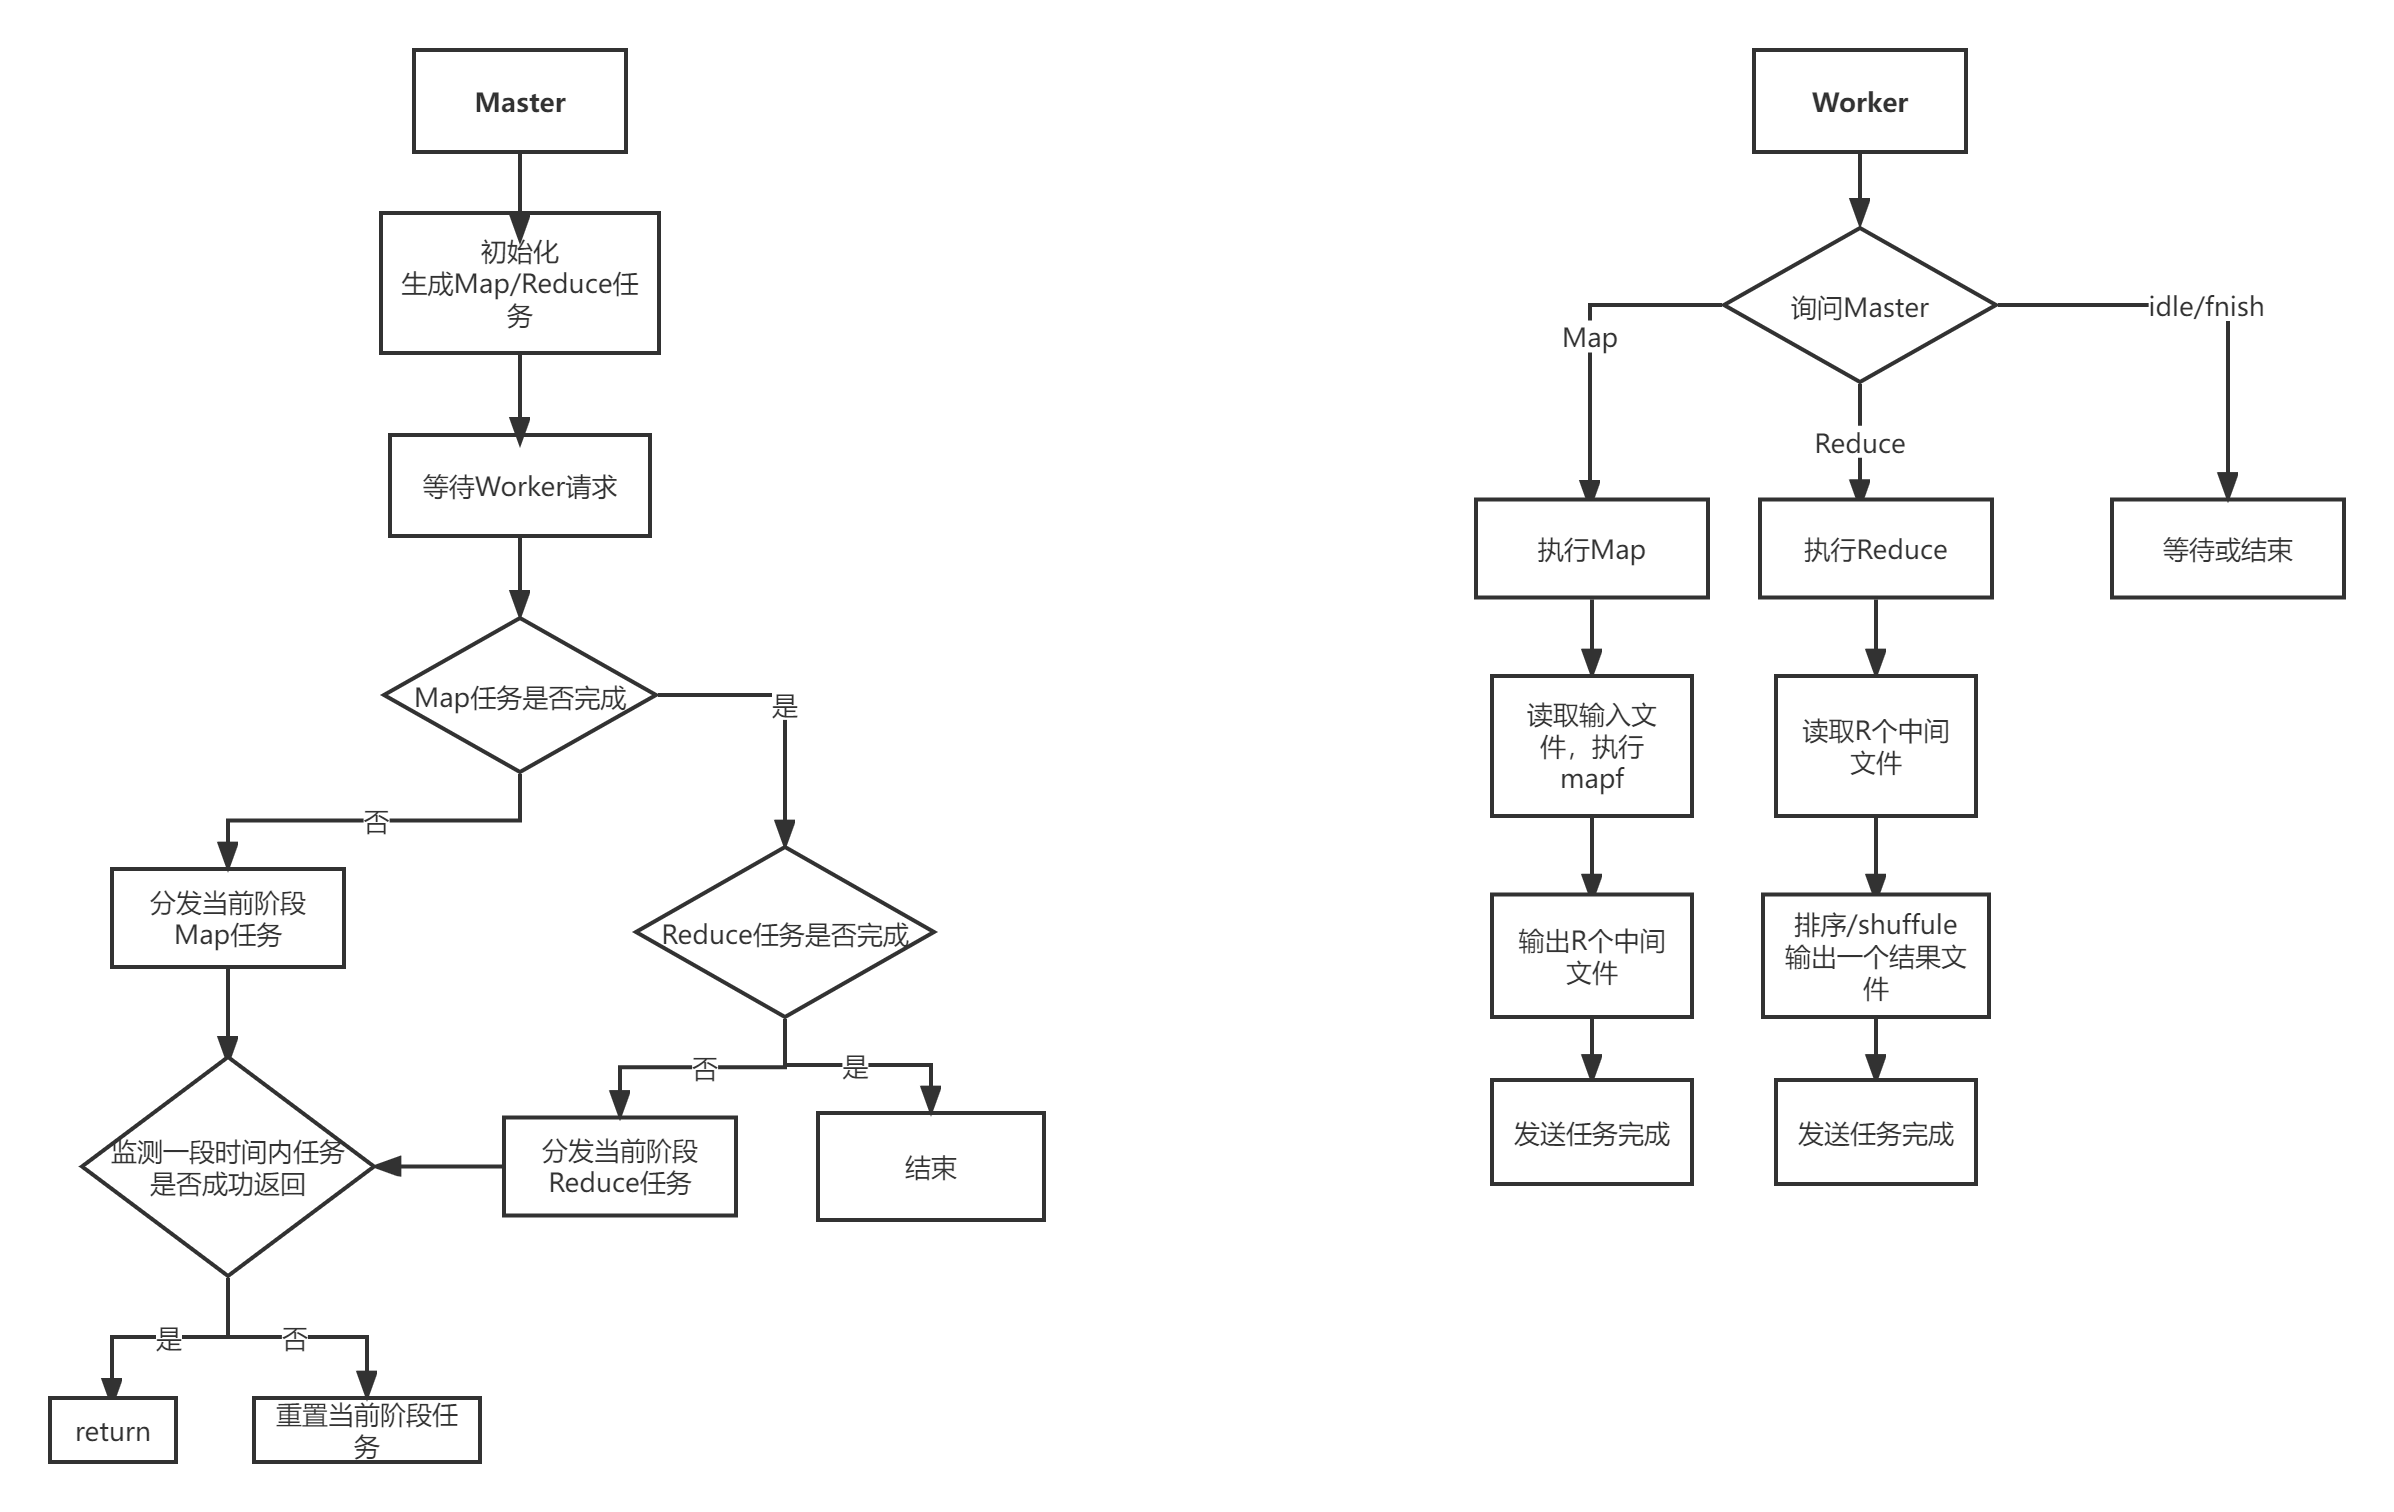 Master
初始化
生成Map/Reduce任
务
等待Worker请求
Map任务是否完成
是
否
分发当前阶段
Map任务
Reduce任务是否完成
否
是
监测一段时间内任务
是否成功返回
分发当前阶段
Reduce任务
结束
是
否
return
重置当前阶段任
务
Worker
询问Master
Map
Reduce
idle/fnish
执行Map
执行Reduce
等待或结束
读取输入文
件，执行
mapf
读取R个中间
文件
输出R个中间
文件
排序/shuffule
输出一个结果文
件
发送任务完成
发送任务完成